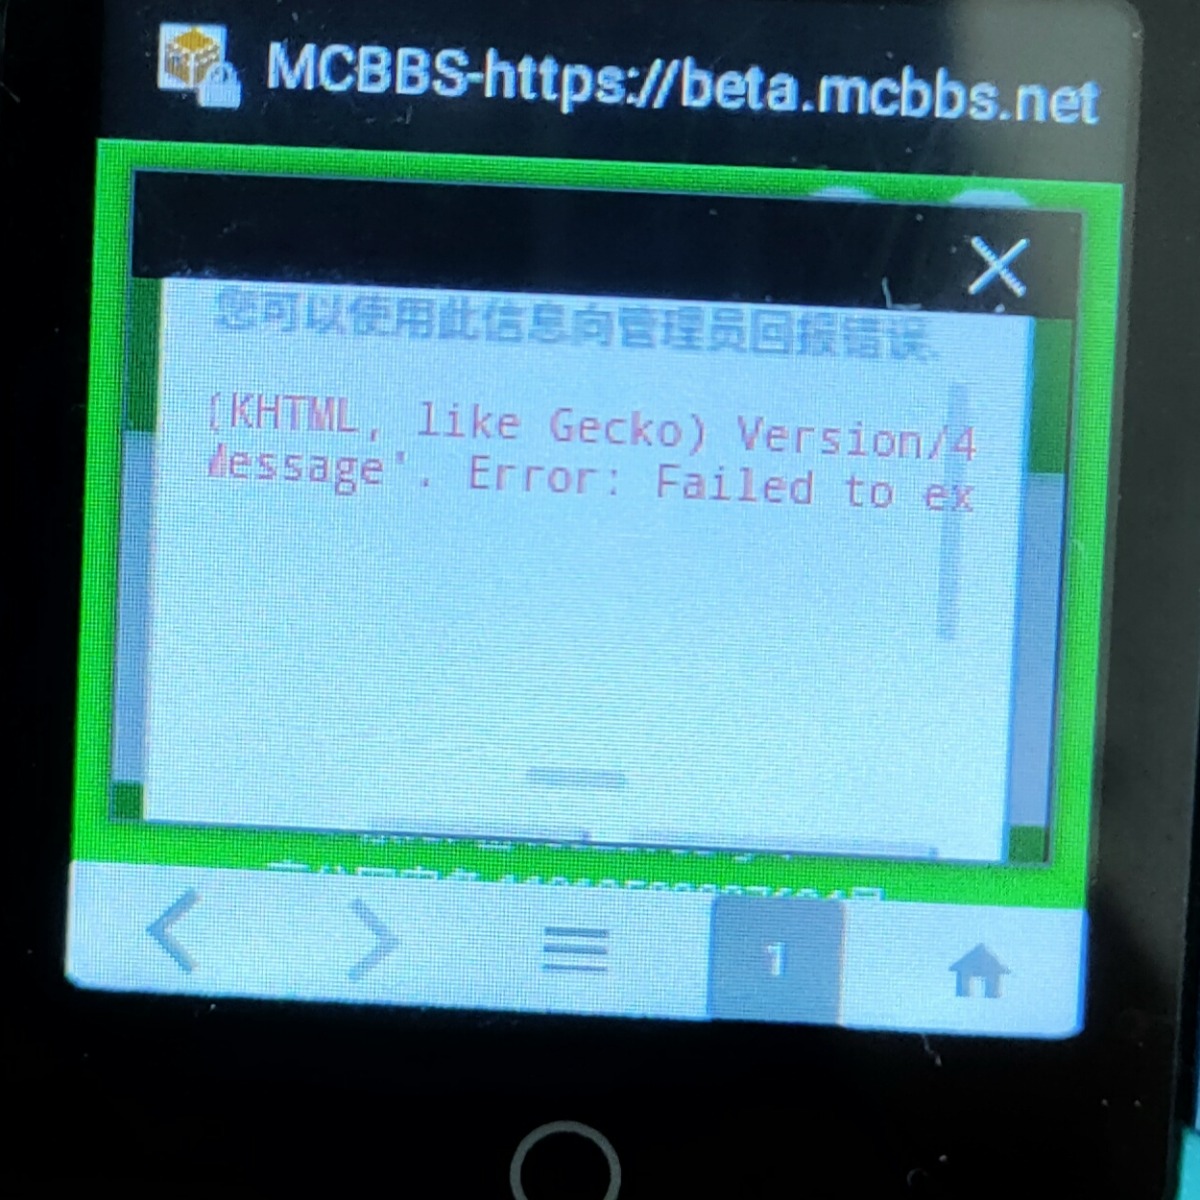 MCBBS-https://beta.mcbbs.net
您可以使用此信息向管理员回报错误.
(KHTML, like Gecko) Version/4
Message'. Error: Failed to ex
1